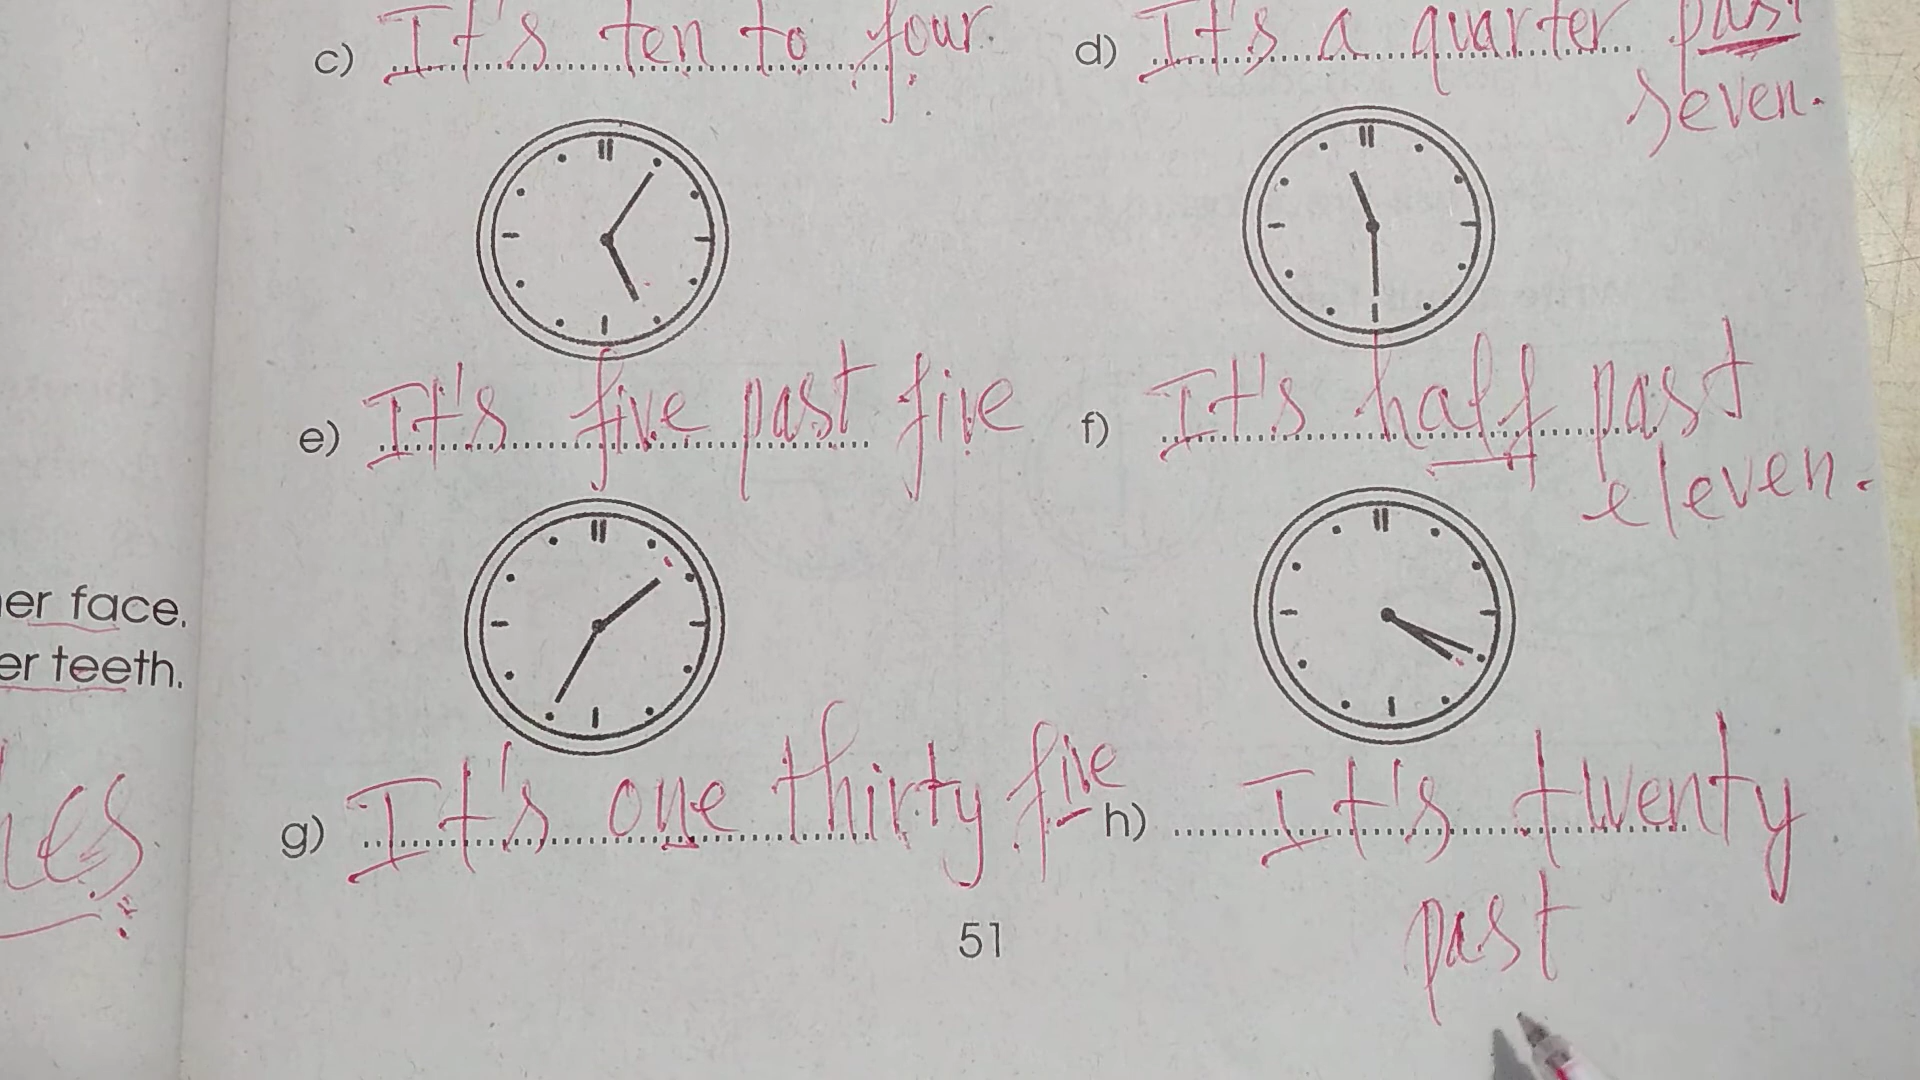 c) It's ten to four.
d) It's a quarter past
seven.
e) It's five past five
f) It's half past
eleven.
er face.
er teeth.
g) It's one thirty five
h) It's twenty
past
hes
51